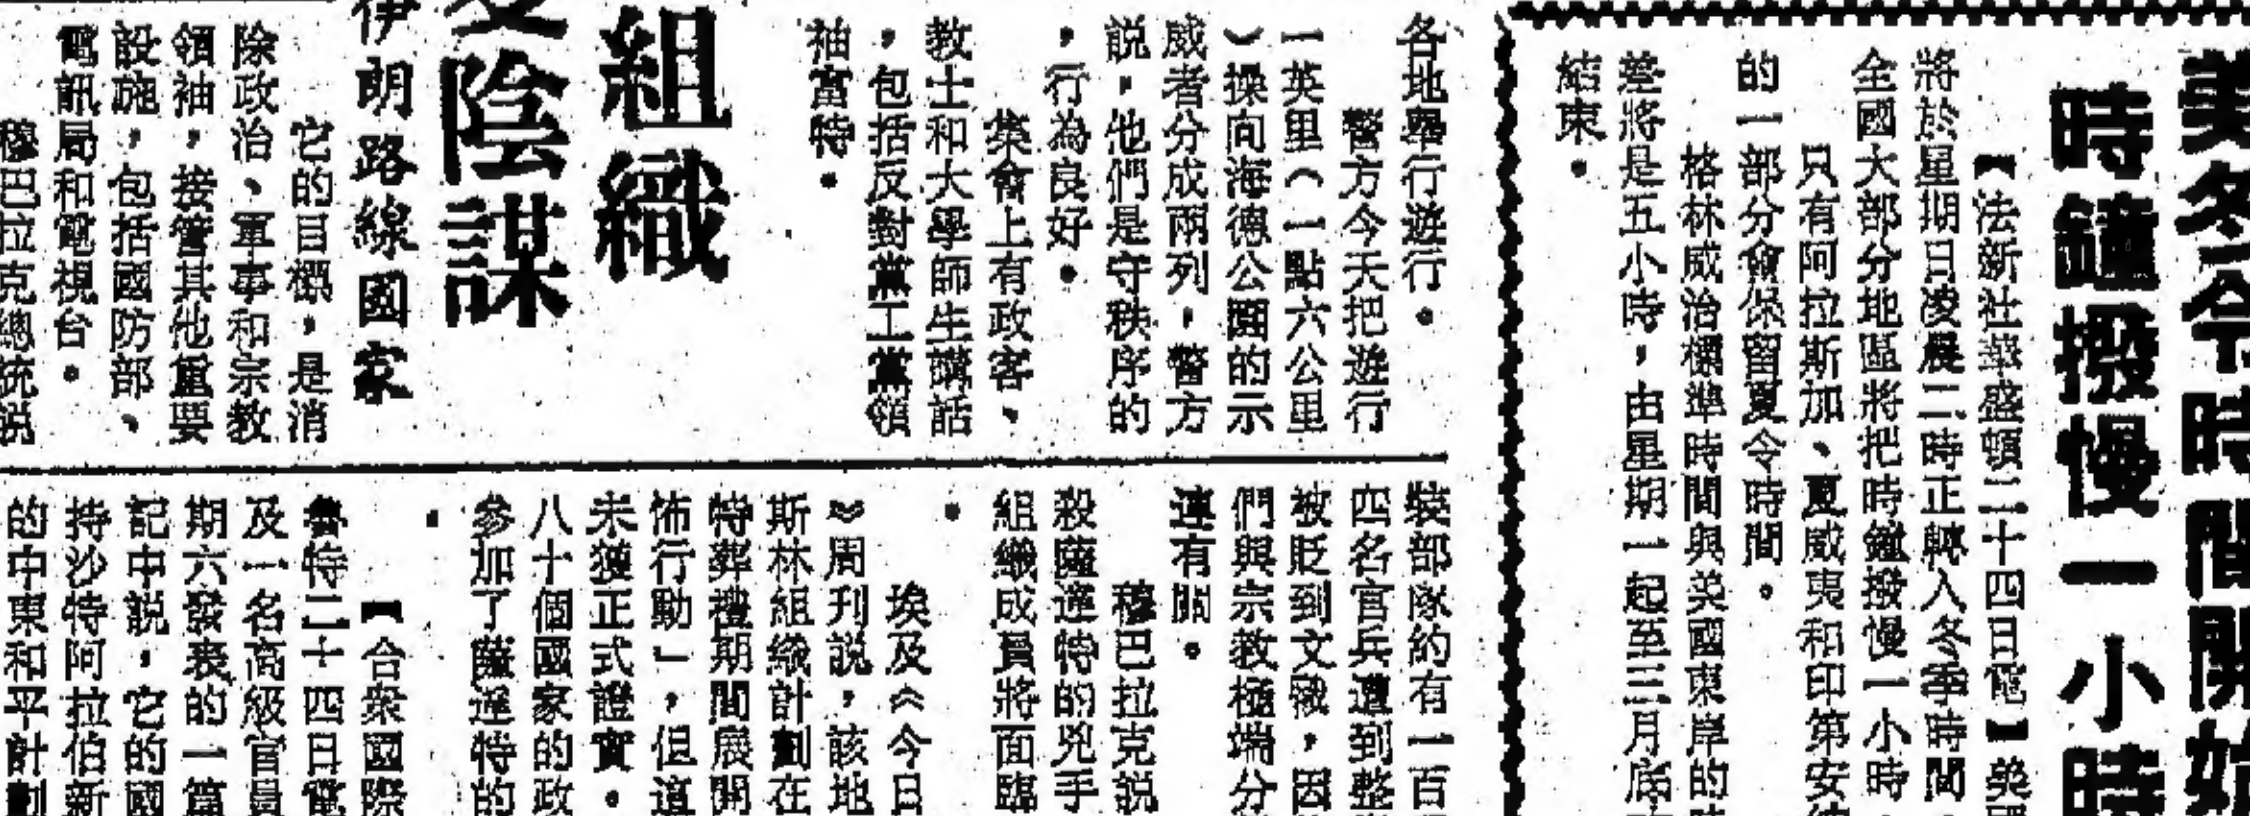 美冬令時間開始
時鐘撥慢一小時
【法新社華盛頓二十四日電】美國
將於星期日凌晨二時正轉入冬季時間，
全國大部分地區將把時鐘撥慢一小時，
只有阿拉斯加、夏威夷和印第安
的一部分會保留夏令時間。
格林威治標準時間與美國東岸的時
差將是五小時，由星期一起至三月底
結束。
各地舉行遊行。
警方今天把遊行
一英里（一點六公里
）操向海德公園的示
威者分成兩列，警方
說，他們是守秩序的
，行為良好。
集會上有政客、
教士和大學師生講話
，包括反對黨工黨領
袖富特。
組織
陰謀
伊朗路線國家
它的目標，是消
除政治、軍事和宗教
領袖，接管其他重要
設施，包括國防部、
電訊局和電視台。
穆巴拉克總統說
裝部隊約有一百
四名官兵遭到整
被貶到文職，因
們與宗教極端分
連有關。
穆巴拉克說
殺薩達特的兇手
組織成員將面臨
。
埃及《今日
》周刊說，該地
斯林組織計劃在
特葬禮期間展開
怖行動」，但這
未獲正式證實。
八十個國家的政
參加了薩達特的
。
【合眾國際
魯特二十四日電
及一名高級官員
期六發表的一篇
記中說，它的國
持沙特阿拉伯新
的中東和平計劃